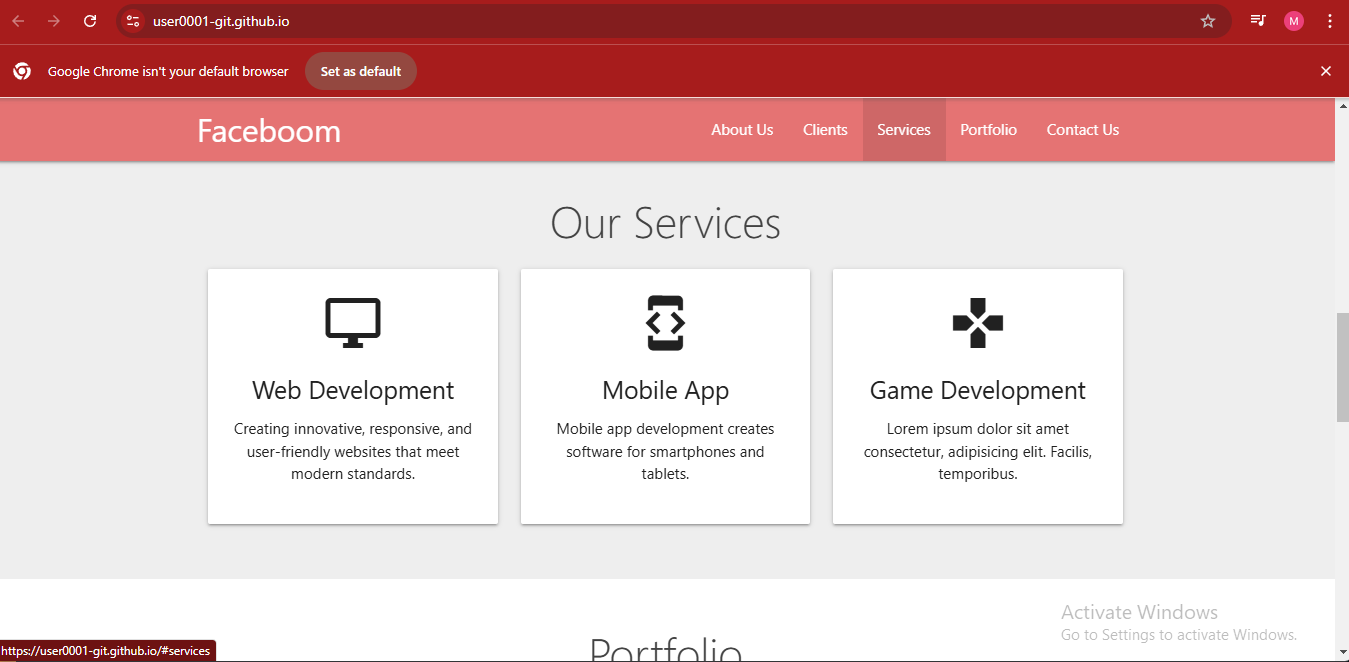 user0001-git.github.io
M
Google Chrome isn't your default browser
Set as default
Faceboom
About Us
Clients
Services
Portfolio
Contact Us
Our Services
Web Development
Creating innovative, responsive, and
user-friendly websites that meet
modern standards.
Mobile App
Mobile app development creates
software for smartphones and
tablets.
Game Development
Lorem ipsum dolor sit amet
consectetur, adipisicing elit. Facilis,
temporibus.
Portfolio
Activate Windows
Go to Settings to activate Windows.
https://user0001-git.github.io/#services